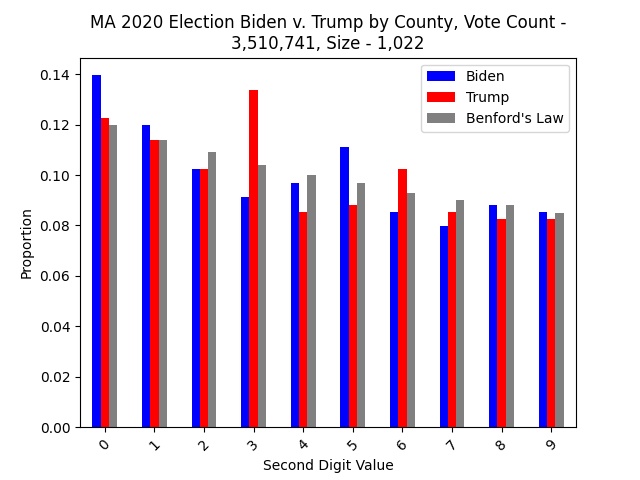 MA 2020 Election Biden v. Trump by County, Vote Count -
3,510,741, Size - 1,022
Biden
Trump
Benford's Law
0.14
0.12
0.10
0.08
0.06
0.04
0.02
0.00
Proportion
0 1 2 3 4 5 6 7 8 9
Second Digit Value